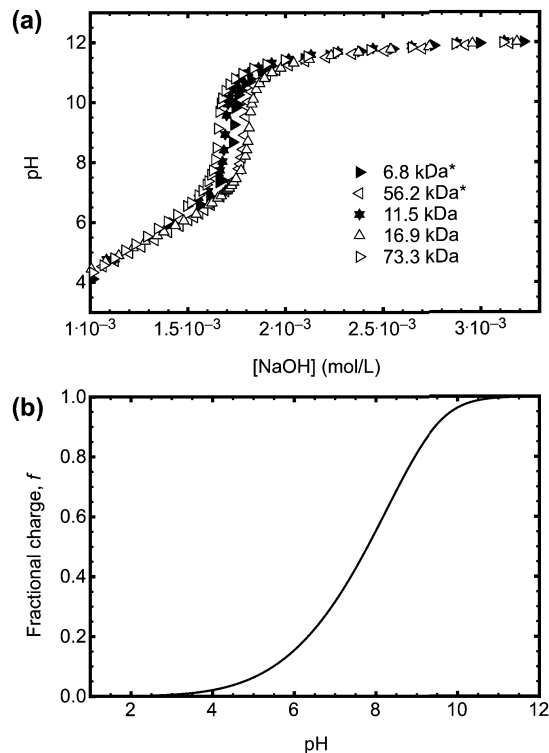 (a)
12
10
8
6
4
pH
6.8 kDa*
56.2 kDa*
11.5 kDa
16.9 kDa
73.3 kDa
1·10⁻³ 1.5·10⁻³ 2·10⁻³ 2.5·10⁻³ 3·10⁻³
[NaOH] (mol/L)
(b)
1.0
0.8
0.6
0.4
0.2
0.0
Fractional charge, f
2 4 6 8 10 12
pH